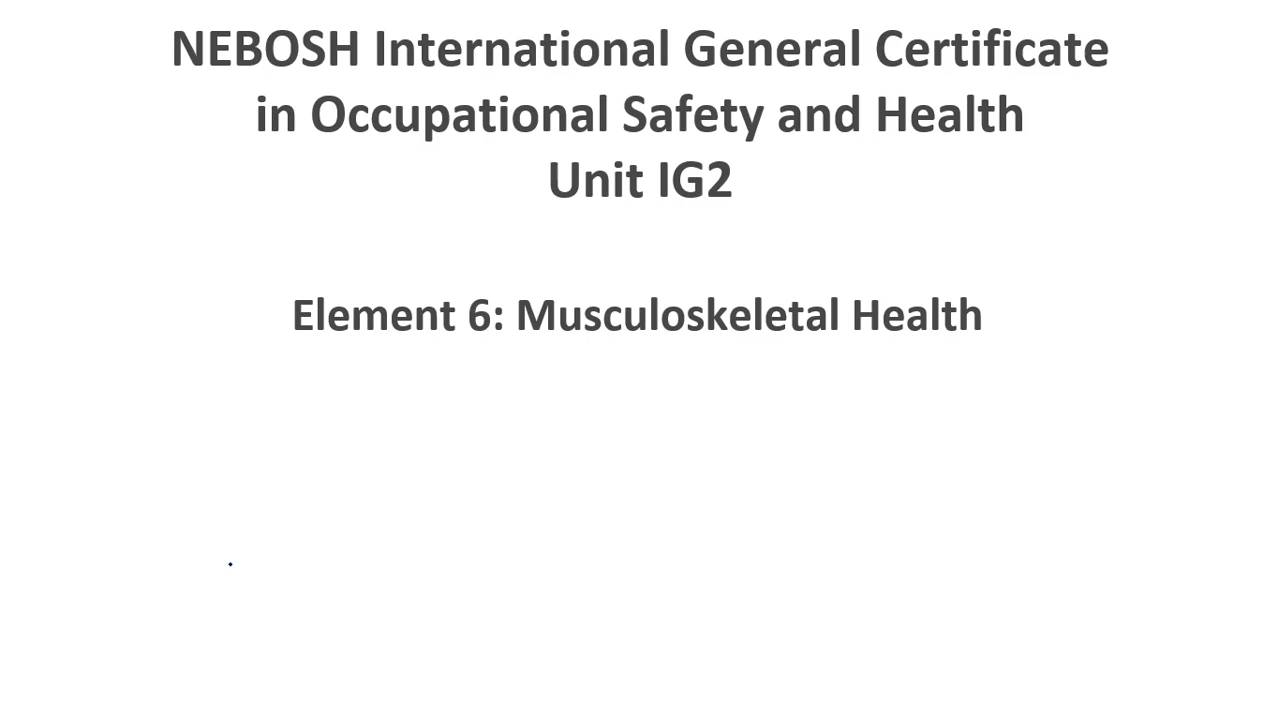 NEBOSH International General Certificate
in Occupational Safety and Health
Unit IG2
Element 6: Musculoskeletal Health